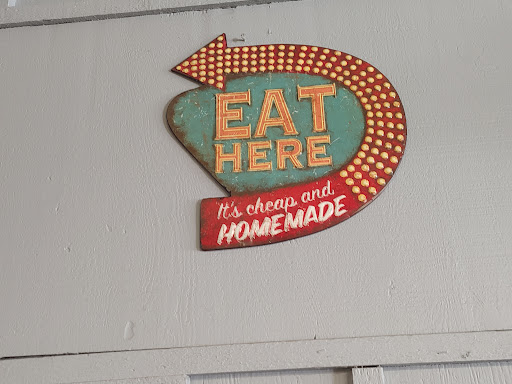 EAT
HERE
It's cheap and
HOMEMADE